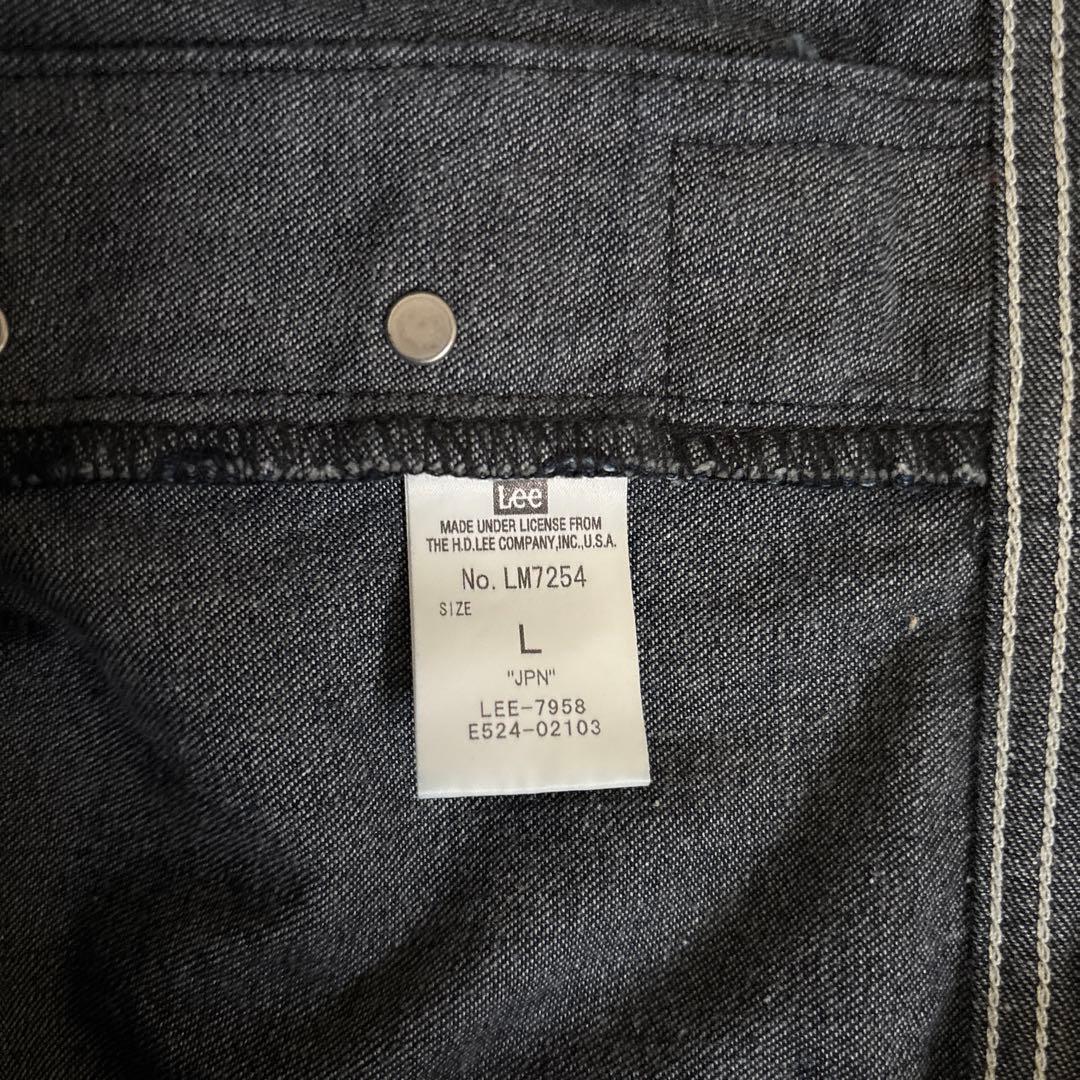 Lee
MADE UNDER LICENSE FROM
THE H.D.LEE COMPANY,INC.,U.S.A.
No. LM7254
SIZE
L
"JPN"
LEE-7958
E524-02103